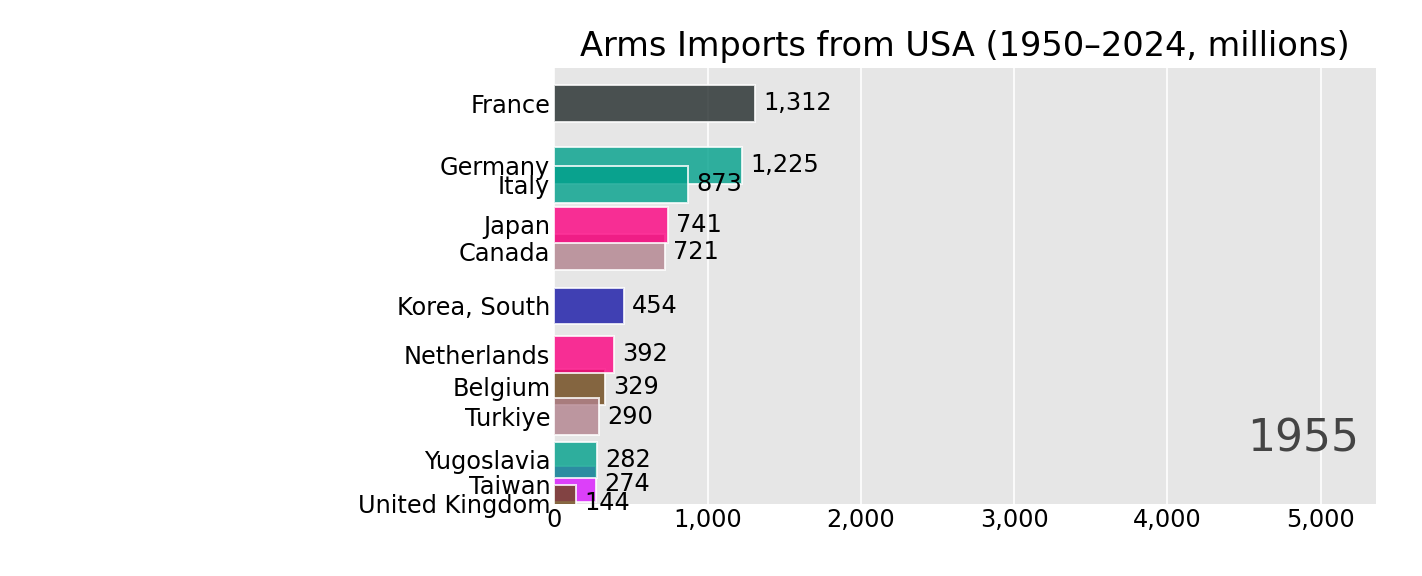 Arms Imports from USA (1950–2024, millions)
France 1,312
Germany 1,225
Italy 873
Japan 741
Canada 721
Korea, South 454
Netherlands 392
Belgium 329
Turkiye 290
1955
Yugoslavia 282
Taiwan 274
United Kingdom 144
0 1,000 2,000 3,000 4,000 5,000